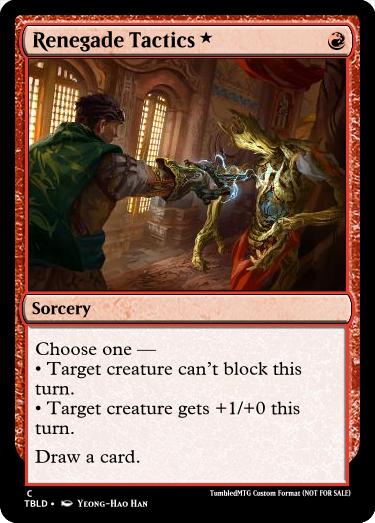 Renegade Tactics ★
Sorcery
Choose one —
• Target creature can't block this
turn.
• Target creature gets +1/+0 this
turn.
Draw a card.
C
TBLD • Yeong-Hao Han
TumbledMTG Custom Format (NOT FOR SALE)